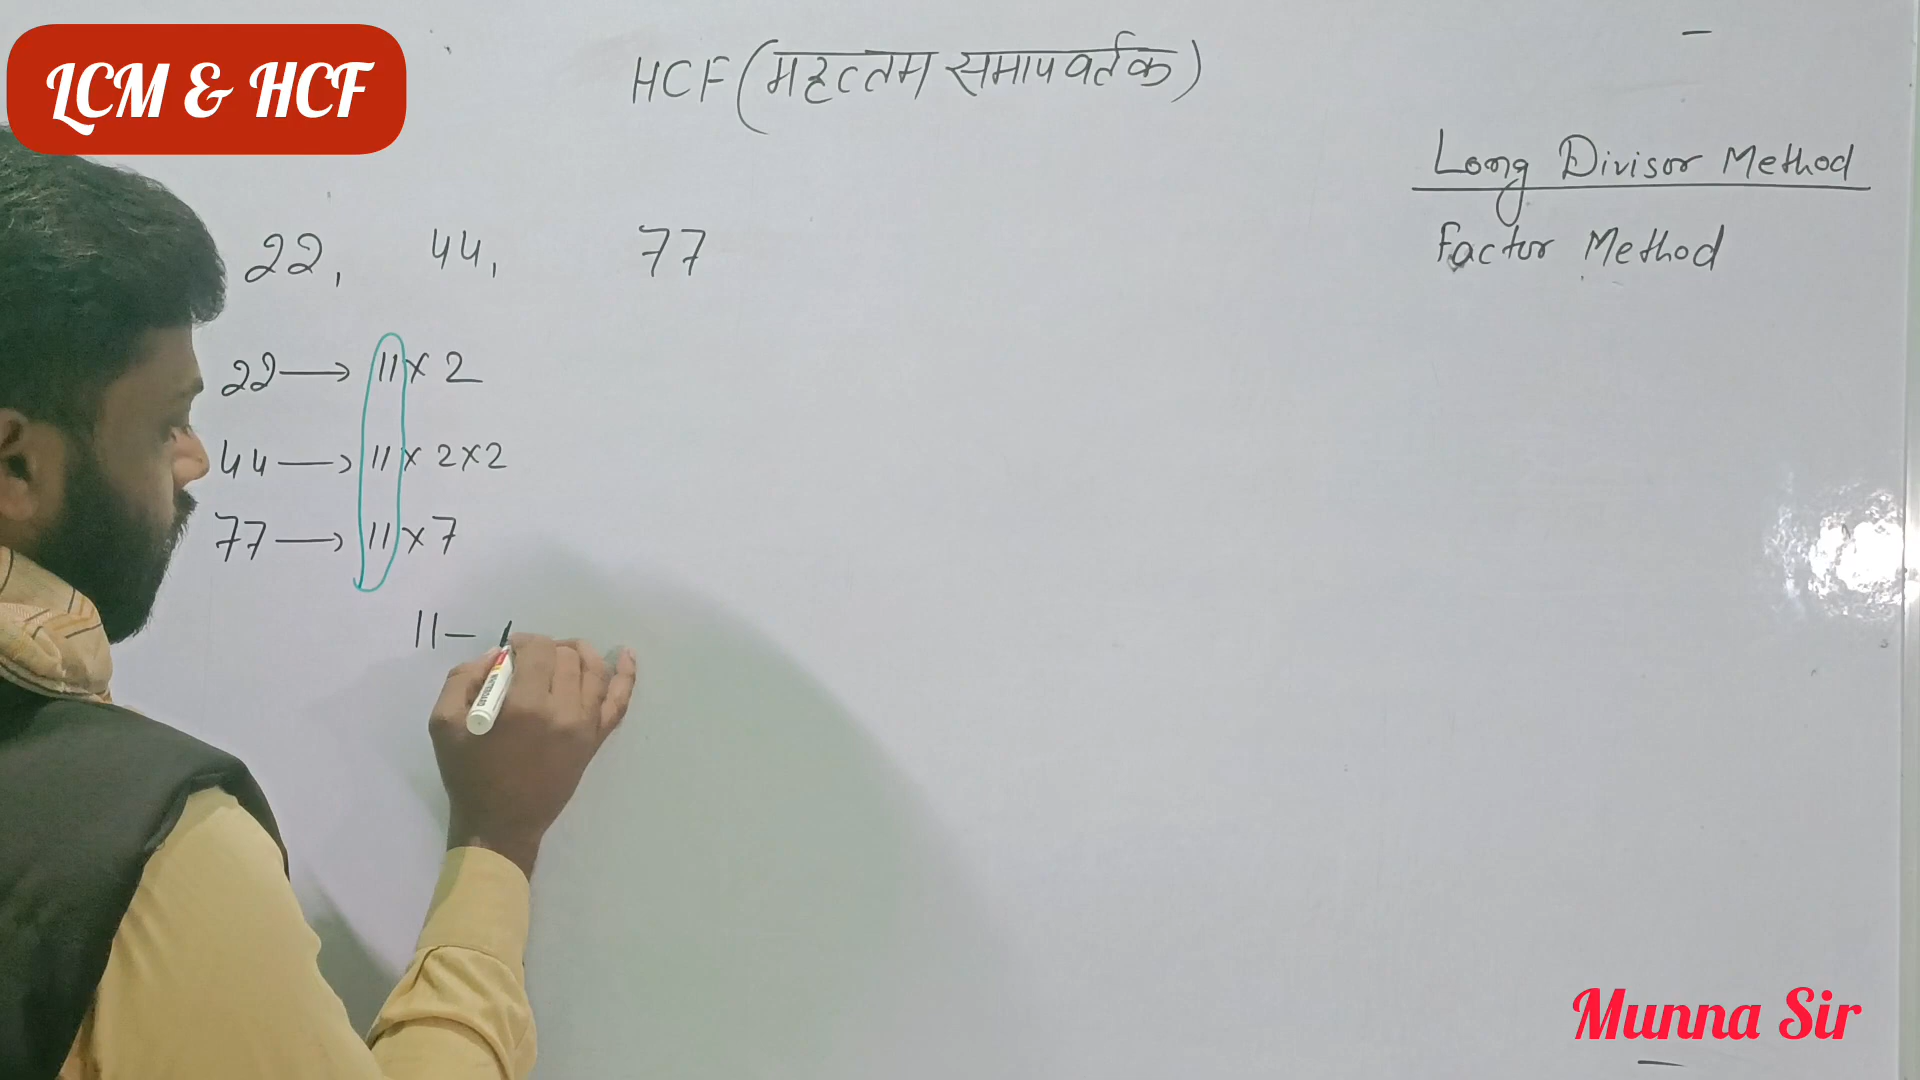 LCM & HCF
HCF (महत्तम समापवर्तक)
Long Divisor Method
Factor Method
22, 44, 77
22 → 11 × 2
44 → 11 × 2 × 2
77 → 11 × 7
11 –
Munna Sir